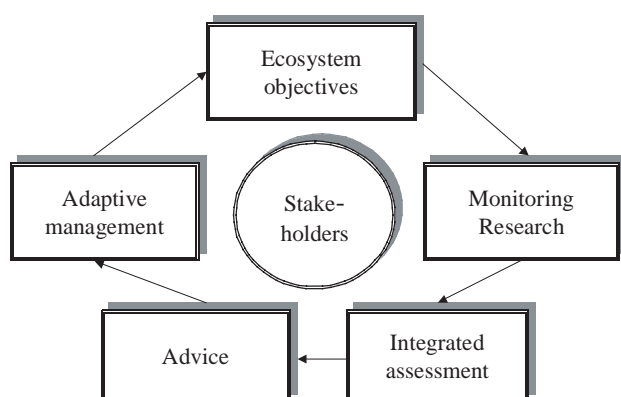 Ecosystem
objectives
Adaptive
management
Stake-
holders
Monitoring
Research
Advice
Integrated
assessment